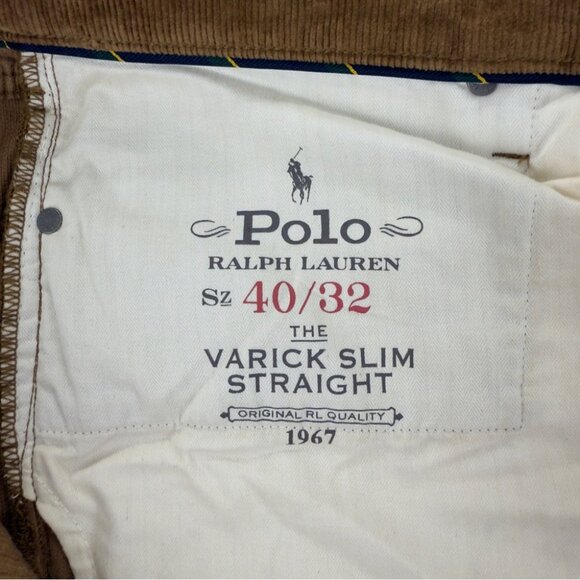 Polo
RALPH LAUREN
Sz 40/32
THE
VARICK SLIM
STRAIGHT
ORIGINAL RL QUALITY
1967